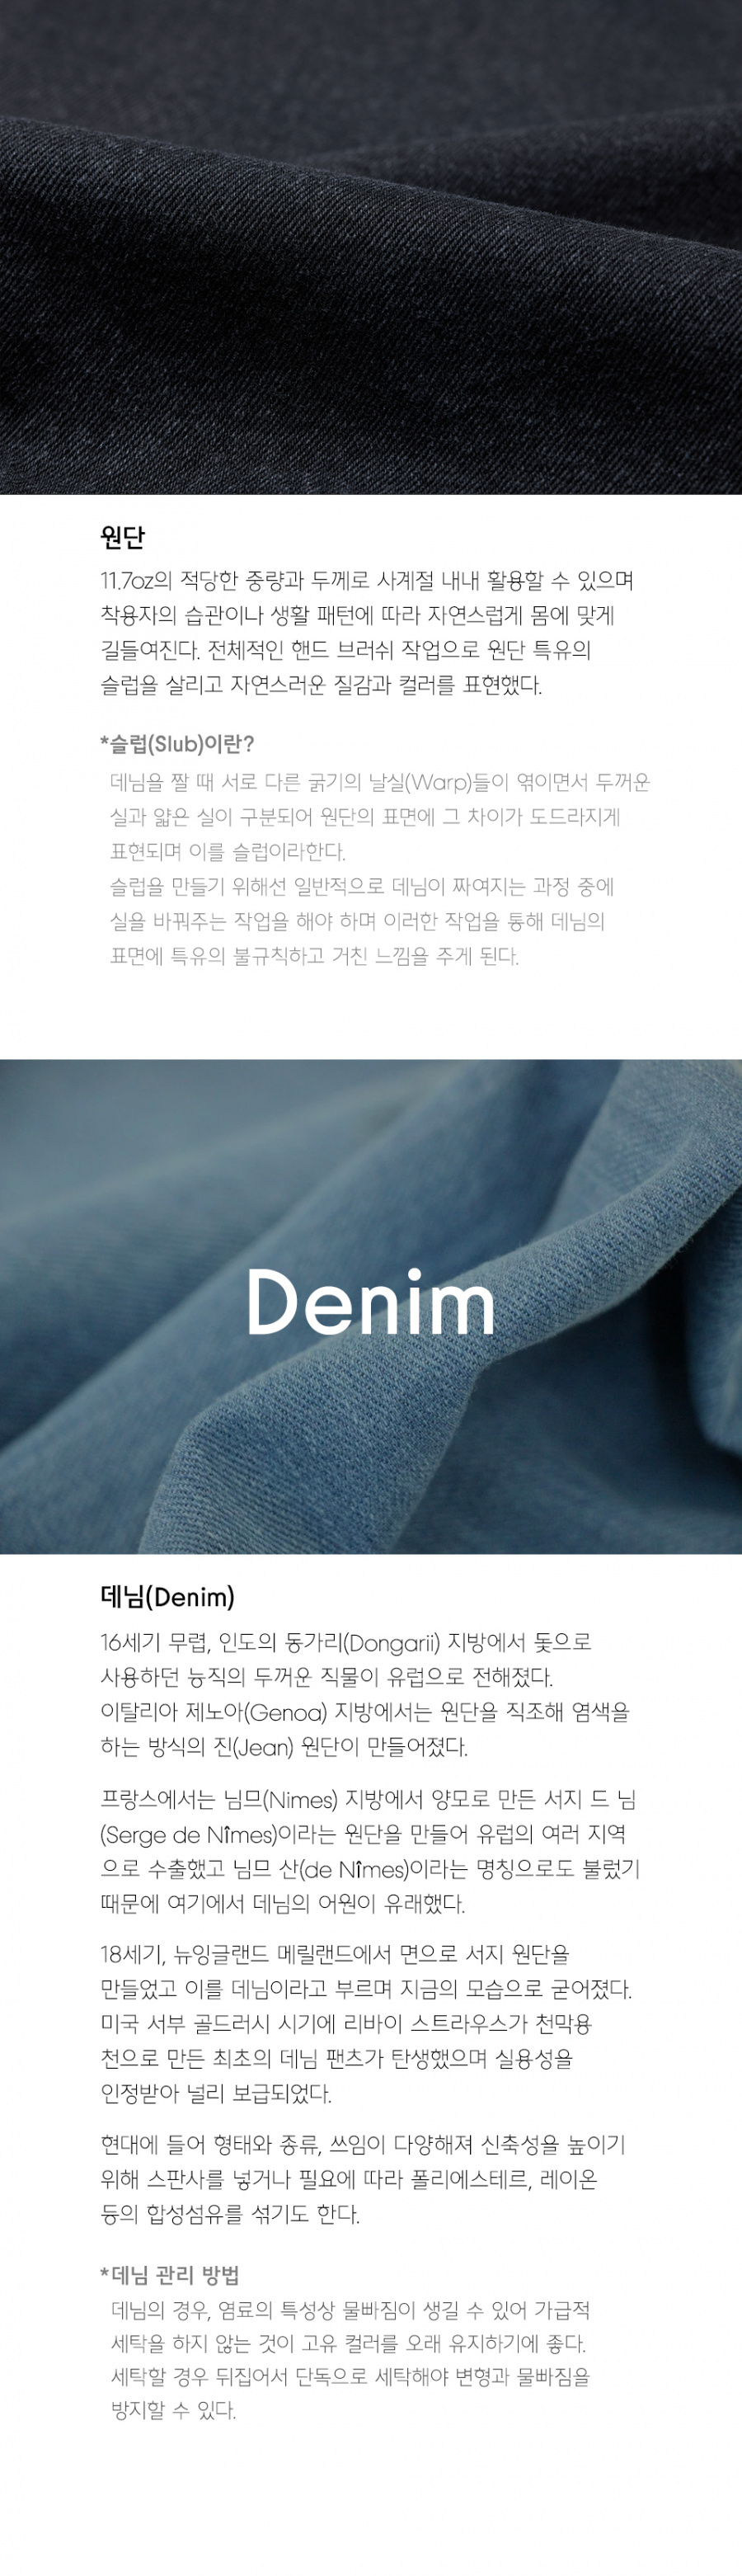 원단
11.7oz의 적당한 중량과 두께로 사계절 내내 활용할 수 있으며
착용자의 습관이나 생활 패턴에 따라 자연스럽게 몸에 맞게
길들여진다. 전체적인 핸드 브러쉬 작업으로 원단 특유의
슬럽을 살리고 자연스러운 질감과 컬러를 표현했다.
*슬럽(Slub)이란?
데님을 짤 때 서로 다른 굵기의 날실(Warp)들이 엮이면서 두꺼운
실과 얇은 실이 구분되어 원단의 표면에 그 차이가 도드라지게
표현되며 이를 슬럽이라한다.
슬럽을 만들기 위해선 일반적으로 데님이 짜여지는 과정 중에
실을 바꿔주는 작업을 해야 하며 이러한 작업을 통해 데님의
표면에 특유의 불규칙하고 거친 느낌을 주게 된다.
Denim
데님(Denim)
16세기 무렵, 인도의 동가리(Dongarii) 지방에서 돛으로
사용하던 능직의 두꺼운 직물이 유럽으로 전해졌다.
이탈리아 제노아(Genoa) 지방에서는 원단을 직조해 염색을
하는 방식의 진(Jean) 원단이 만들어졌다.
프랑스에서는 님므(Nimes) 지방에서 양모로 만든 서지 드 님
(Serge de Nîmes)이라는 원단을 만들어 유럽의 여러 지역
으로 수출했고 님므 산(de Nîmes)이라는 명칭으로도 불렸기
때문에 여기에서 데님의 어원이 유래했다.
18세기, 뉴잉글랜드 메릴랜드에서 면으로 서지 원단을
만들었고 이를 데님이라고 부르며 지금의 모습으로 굳어졌다.
미국 서부 골드러시 시기에 리바이 스트라우스가 천막용
천으로 만든 최초의 데님 팬츠가 탄생했으며 실용성을
인정받아 널리 보급되었다.
현대에 들어 형태와 종류, 쓰임이 다양해져 신축성을 높이기
위해 스판사를 넣거나 필요에 따라 폴리에스테르, 레이온
등의 합성섬유를 섞기도 한다.
*데님 관리 방법
데님의 경우, 염료의 특성상 물빠짐이 생길 수 있어 가급적
세탁을 하지 않는 것이 고유 컬러를 오래 유지하기에 좋다.
세탁할 경우 뒤집어서 단독으로 세탁해야 변형과 물빠짐을
방지할 수 있다.